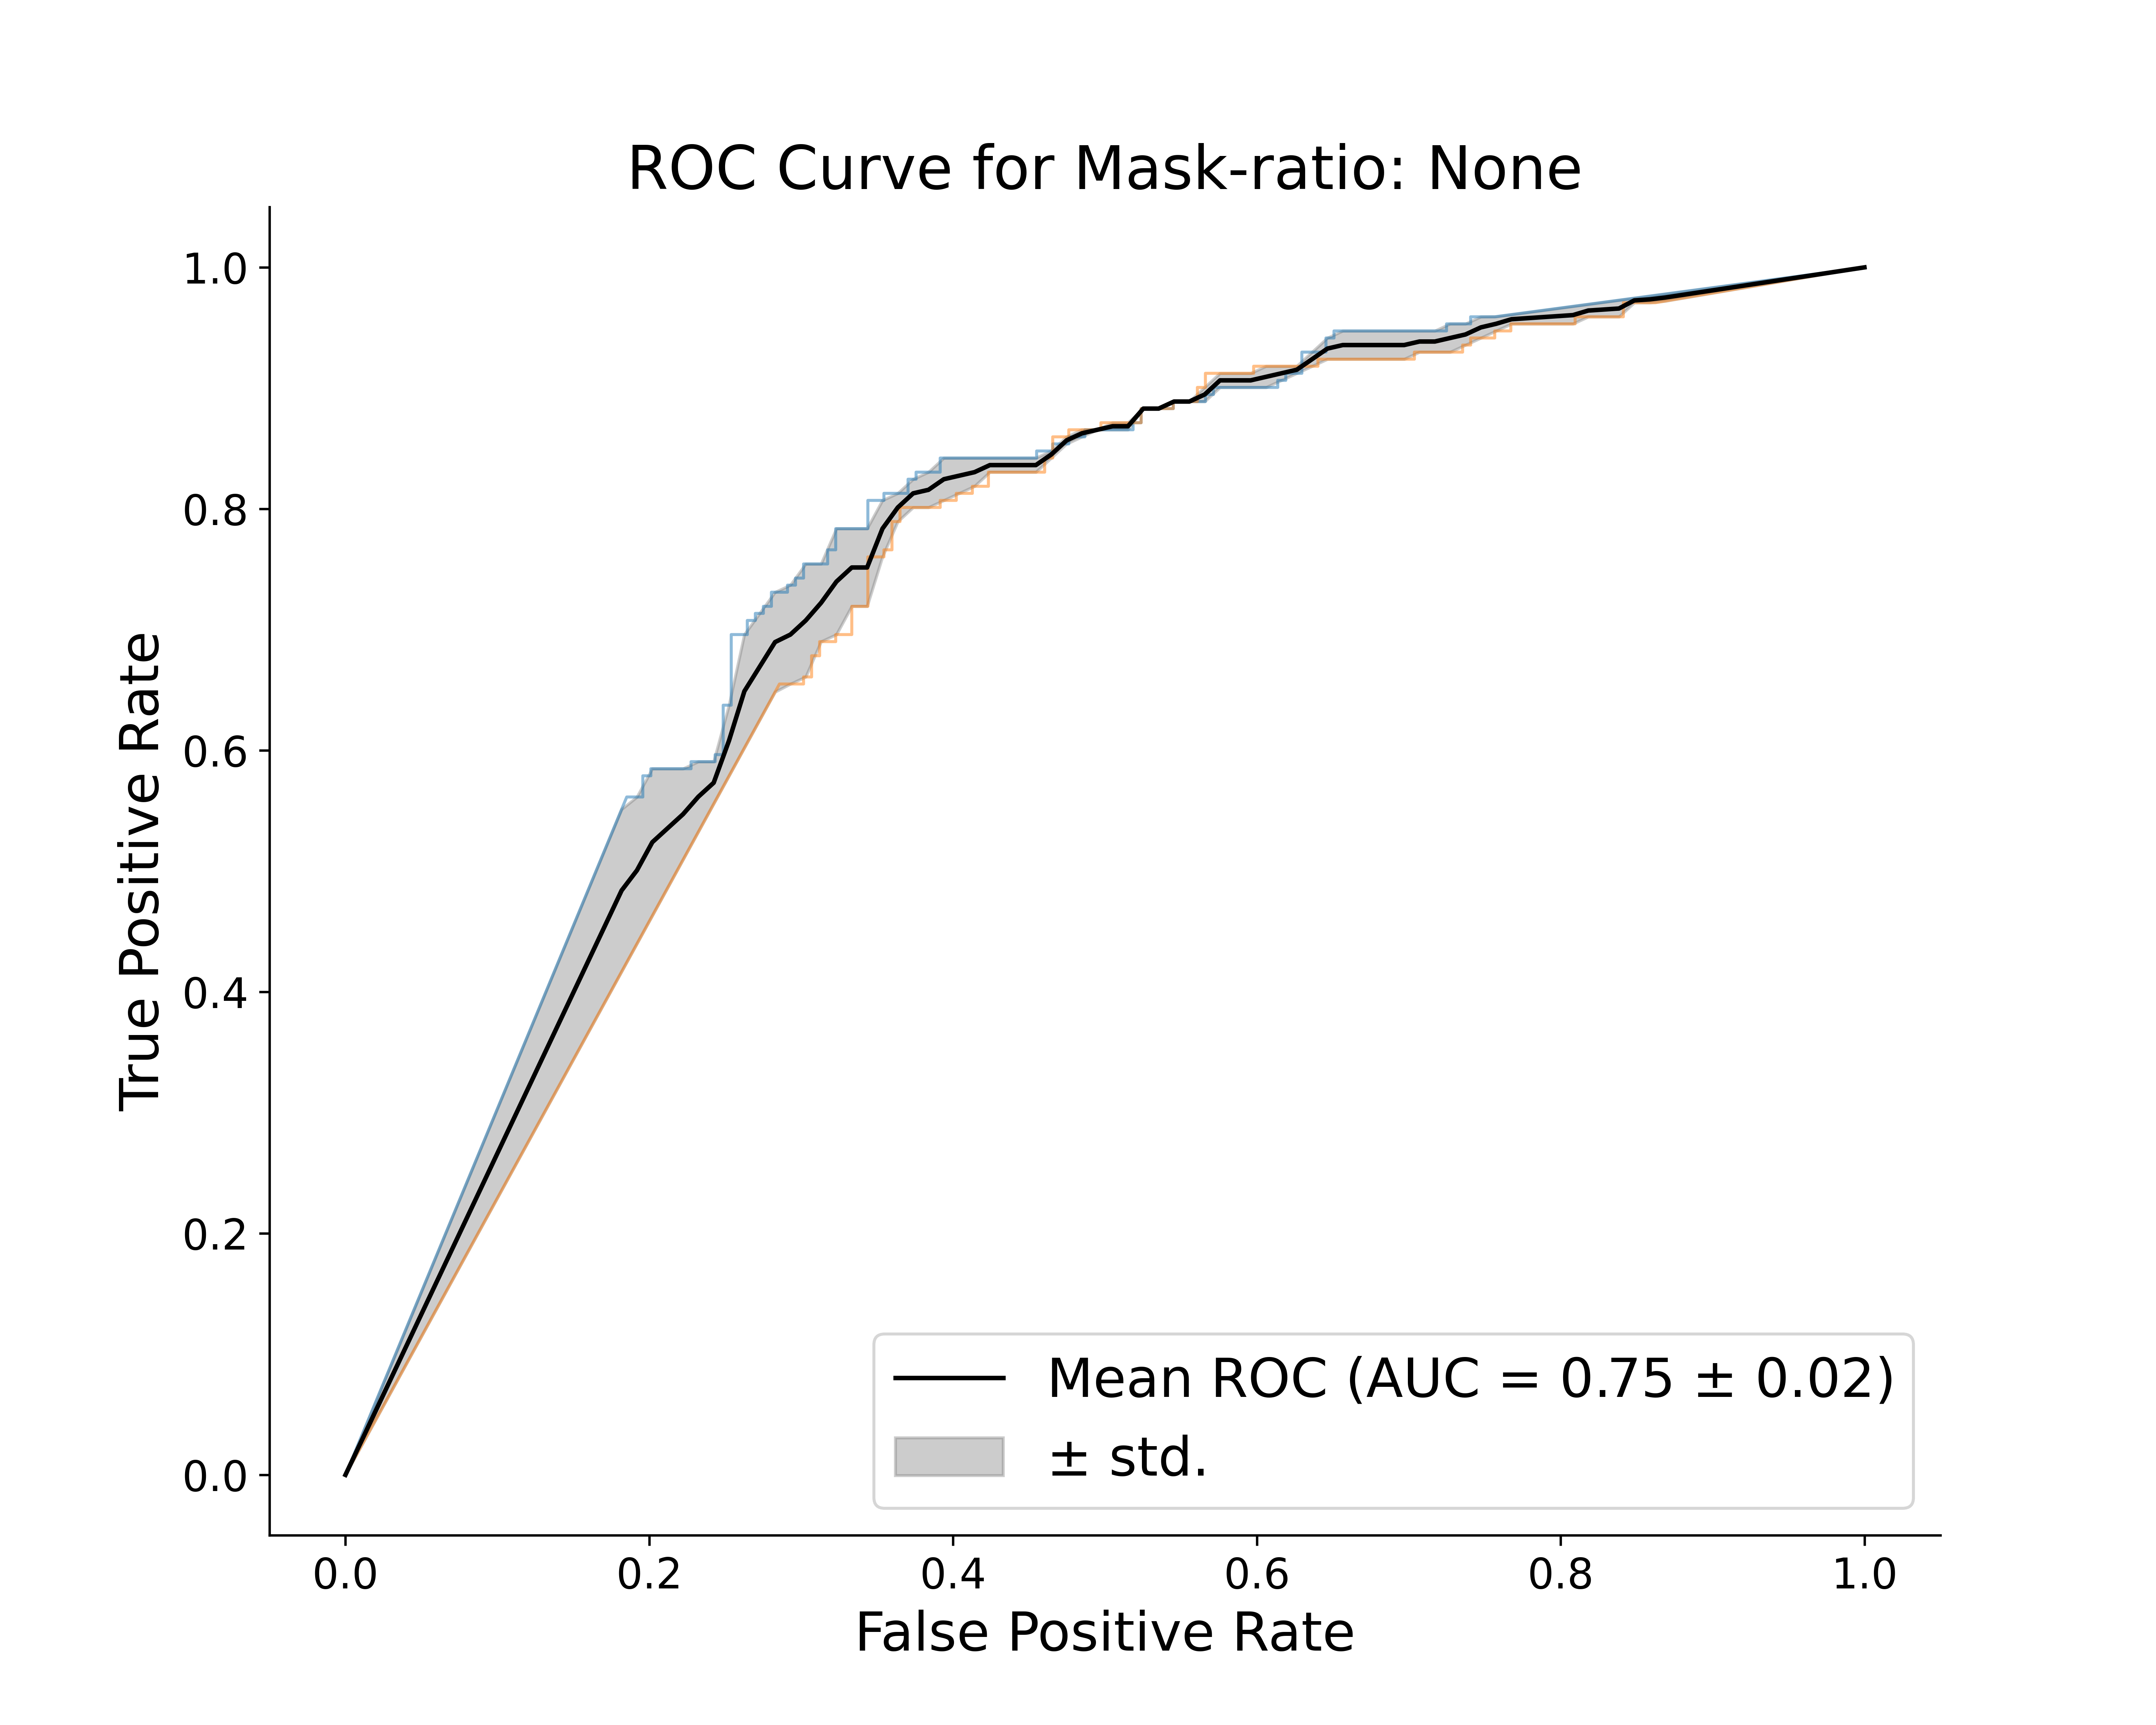 ROC Curve for Mask-ratio: None
True Positive Rate
1.0
0.8
0.6
0.4
0.2
0.0
Mean ROC (AUC = 0.75 ± 0.02)
± std.
0.0 0.2 0.4 0.6 0.8 1.0
False Positive Rate